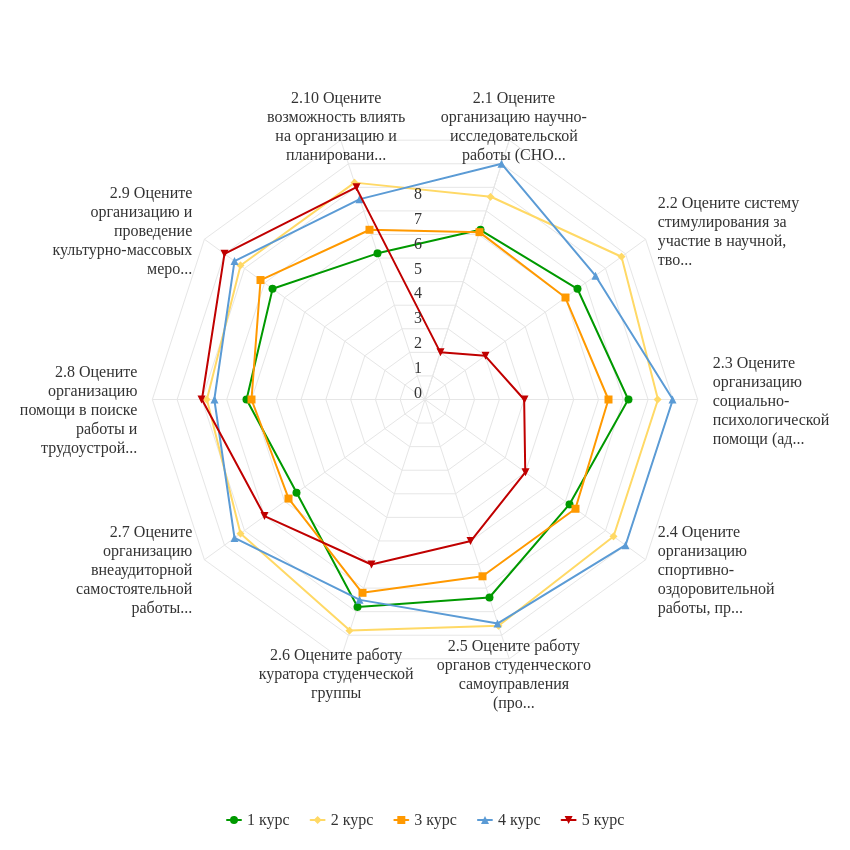 2.10 Оцените
возможность влиять
на организацию и
планировани...
2.1 Оцените
организацию научно-
исследовательской
работы (СНО...
2.9 Оцените
организацию и
проведение
культурно-массовых
меро...
2.2 Оцените систему
стимулирования за
участие в научной,
тво...
8
7
6
5
4
3
2
1
0
2.8 Оцените
организацию
помощи в поиске
работы и
трудоустрой...
2.3 Оцените
организацию
социально-
психологической
помощи (ад...
2.7 Оцените
организацию
внеаудиторной
самостоятельной
работы...
2.4 Оцените
организацию
спортивно-
оздоровительной
работы, пр...
2.6 Оцените работу
куратора студенческой
группы
2.5 Оцените работу
органов студенческого
самоуправления
(про...
1 курс 2 курс 3 курс 4 курс 5 курс